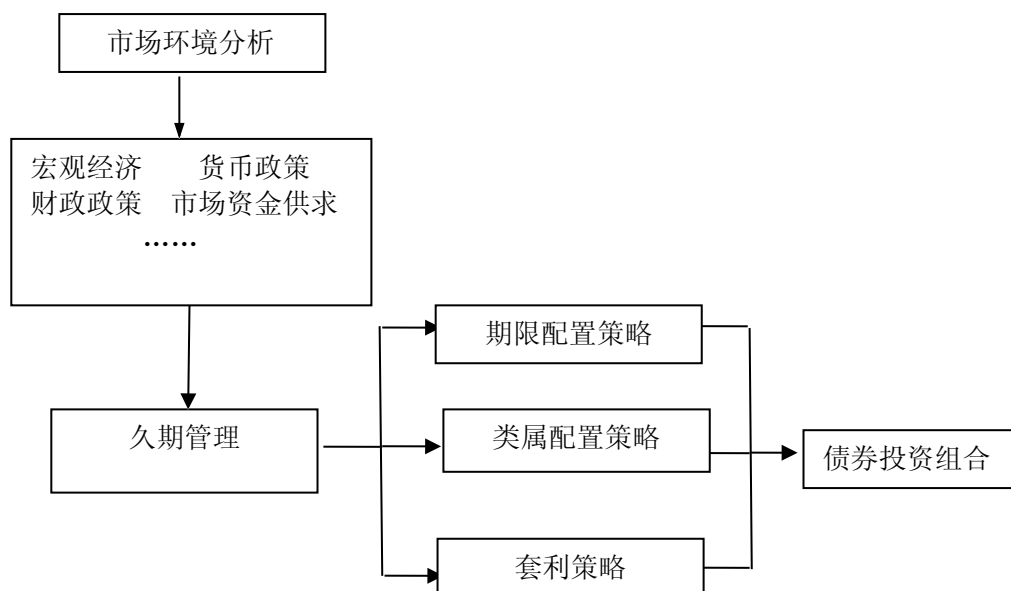 市场环境分析
宏观经济 货币政策
财政政策 市场资金供求
……
期限配置策略
久期管理
类属配置策略
债券投资组合
套利策略